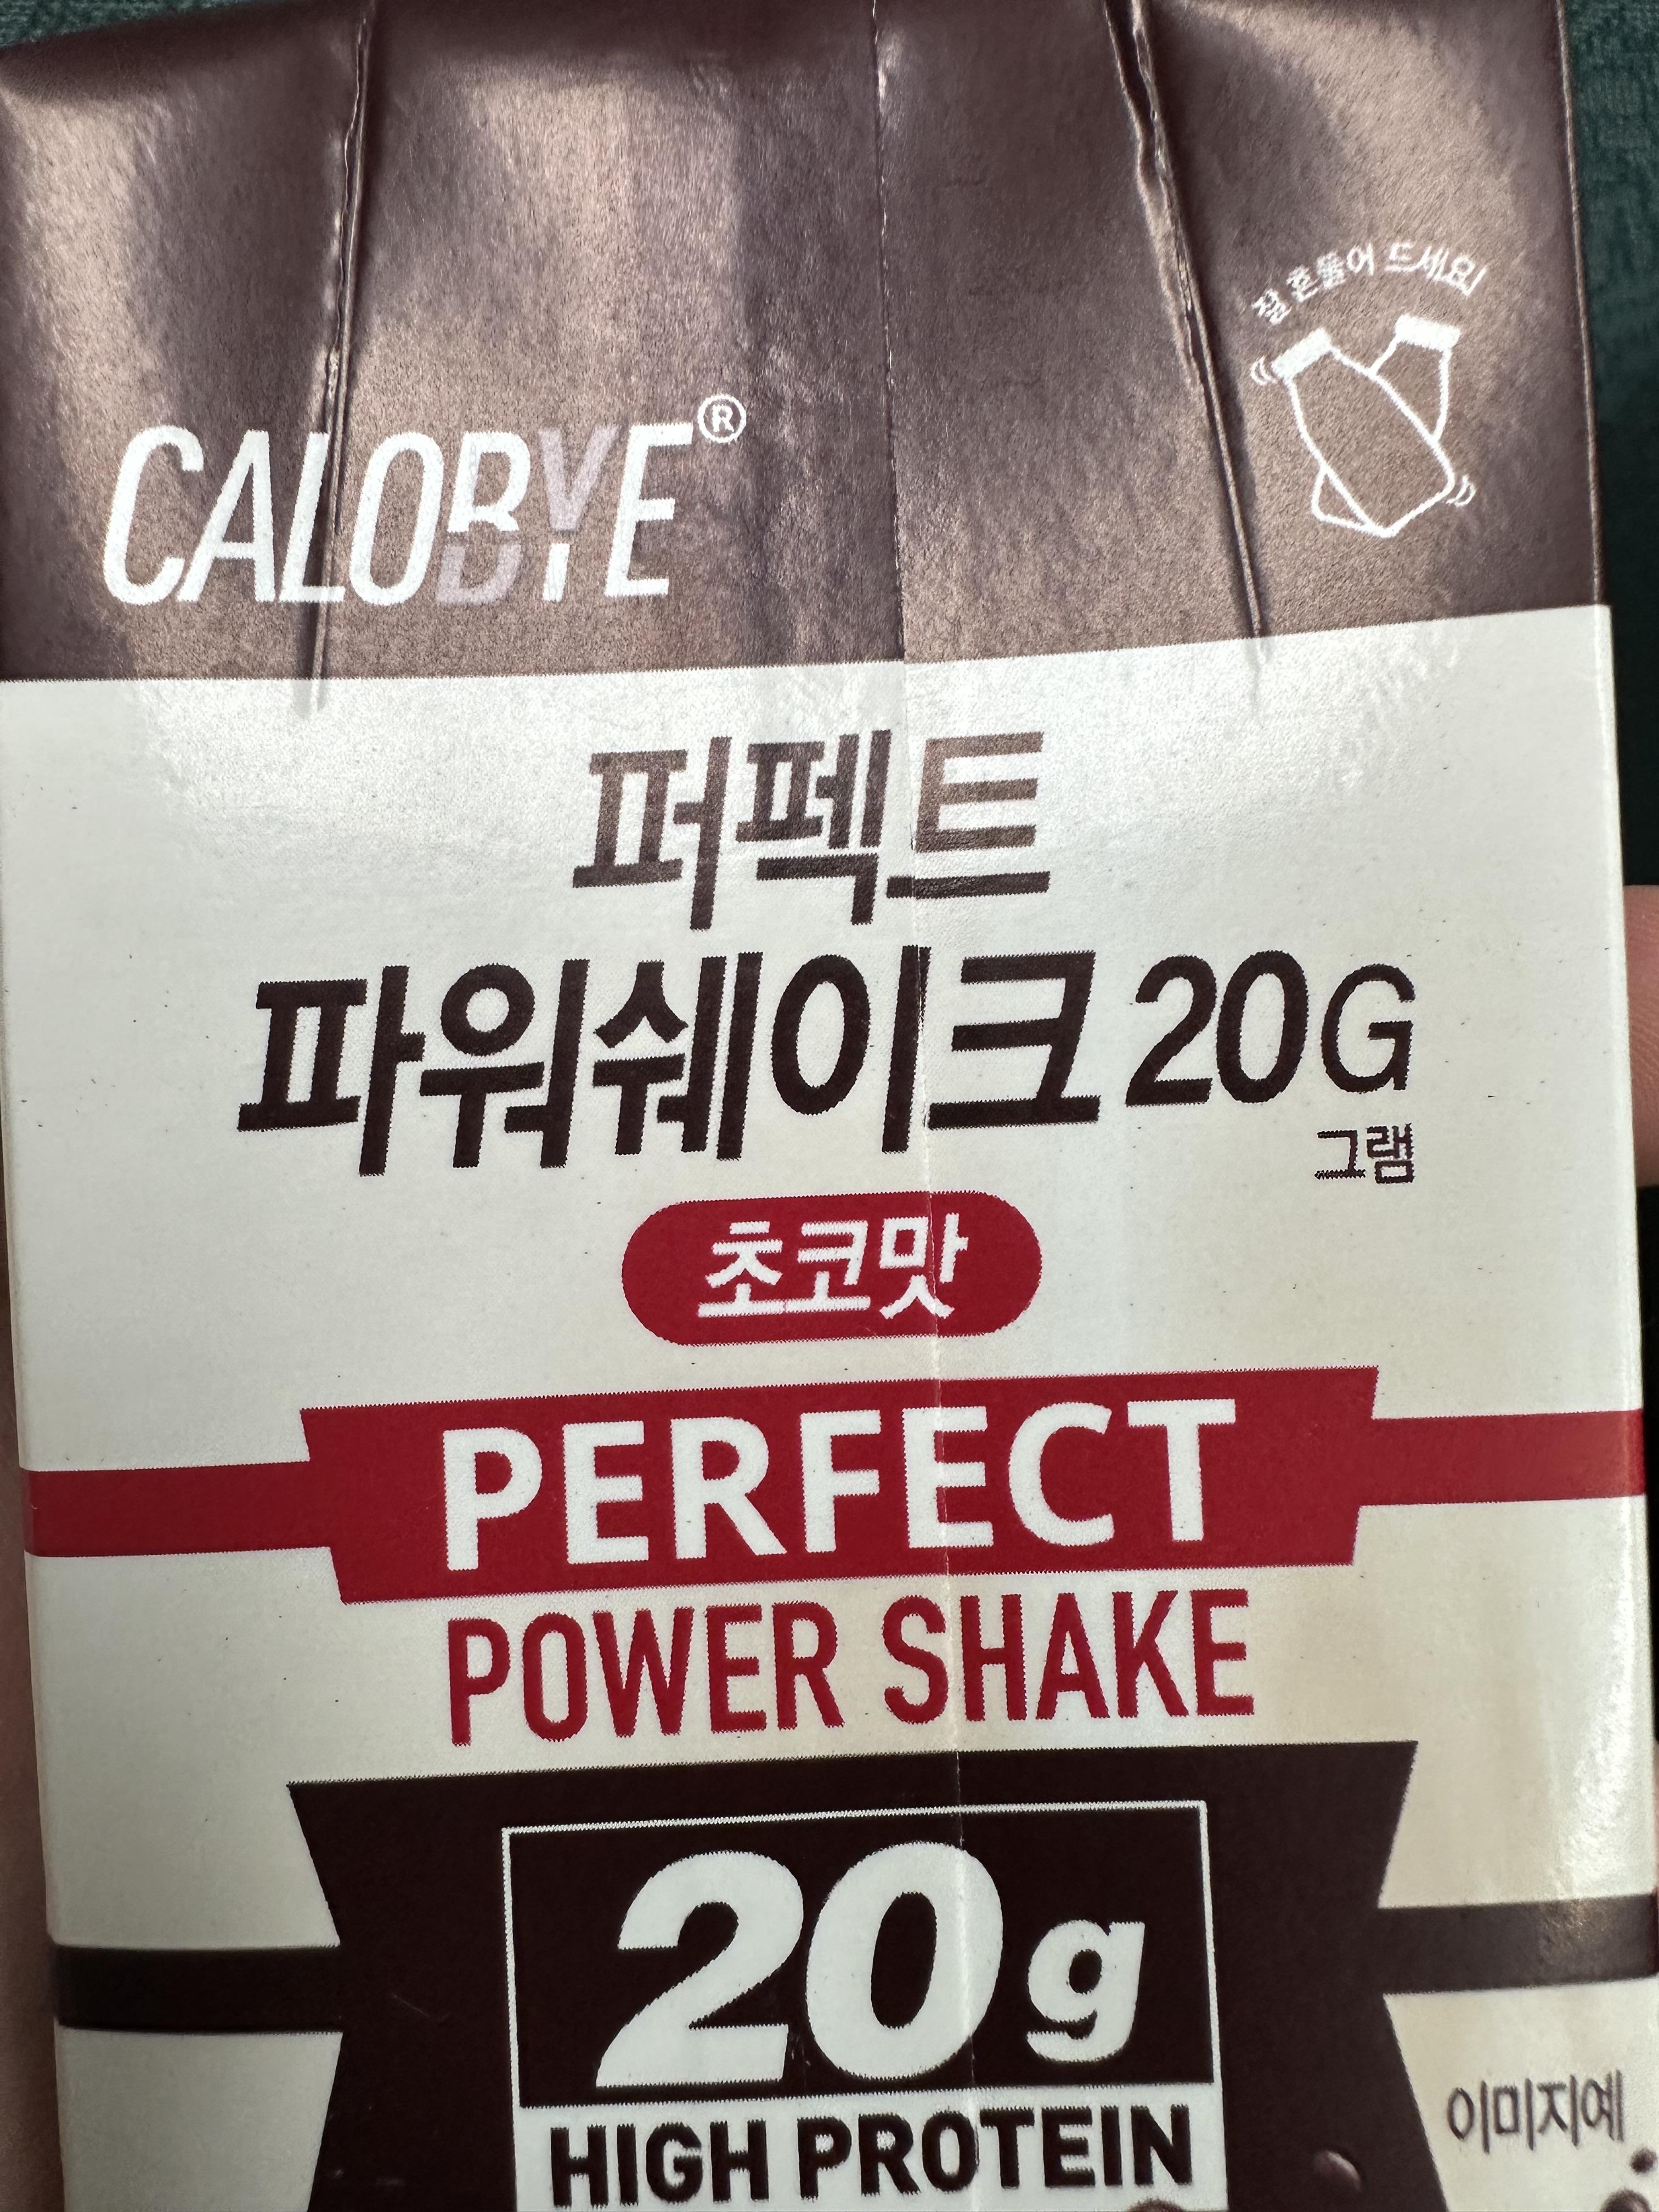 잘 흔들어 드세요!
CALOBYE®
퍼펙트
파워쉐이크 20G
그램
초코맛
PERFECT
POWER SHAKE
20g
HIGH PROTEIN
이미지예